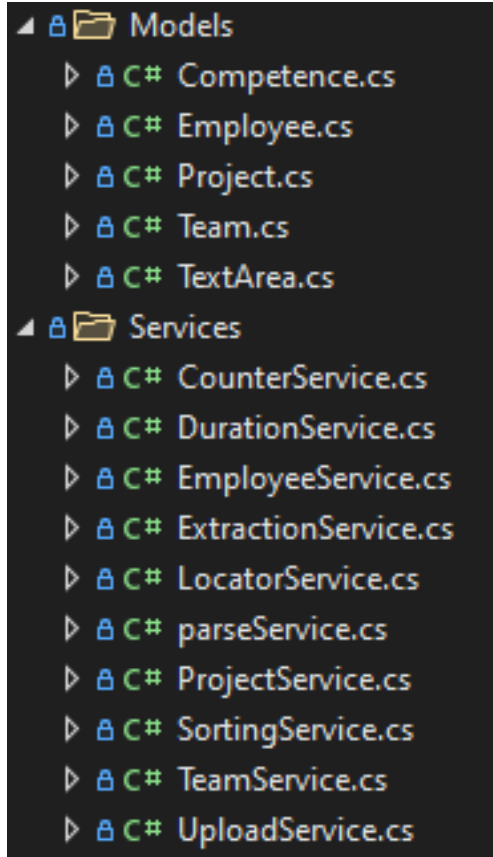 Models
C# Competence.cs
C# Employee.cs
C# Project.cs
C# Team.cs
C# TextArea.cs
Services
C# CounterService.cs
C# DurationService.cs
C# EmployeeService.cs
C# ExtractionService.cs
C# LocatorService.cs
C# parseService.cs
C# ProjectService.cs
C# SortingService.cs
C# TeamService.cs
C# UploadService.cs